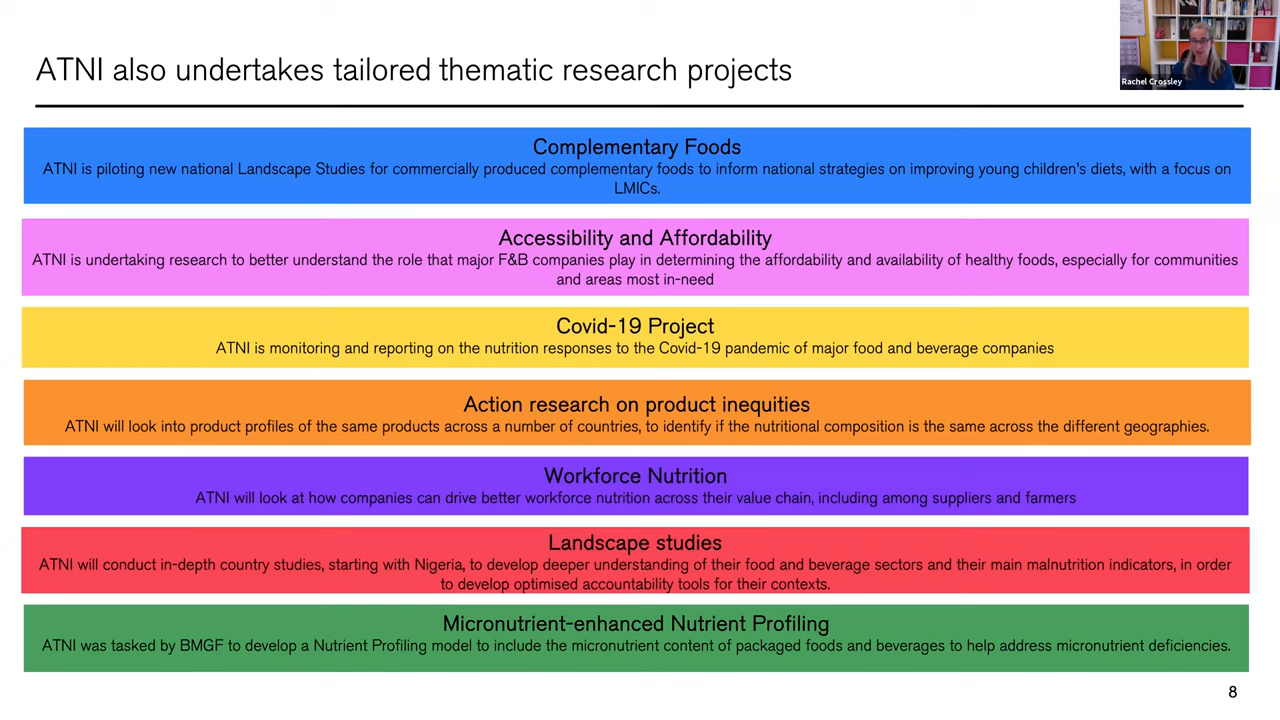 ATNI also undertakes tailored thematic research projects
Rachel Crossley
Complementary Foods
ATNI is piloting new national Landscape Studies for commercially produced complementary foods to inform national strategies on improving young children's diets, with a focus on
LMICs.
Accessibility and Affordability
ATNI is undertaking research to better understand the role that major F&B companies play in determining the affordability and availability of healthy foods, especially for communities
and areas most in-need
Covid-19 Project
ATNI is monitoring and reporting on the nutrition responses to the Covid-19 pandemic of major food and beverage companies
Action research on product inequities
ATNI will look into product profiles of the same products across a number of countries, to identify if the nutritional composition is the same across the different geographies.
Workforce Nutrition
ATNI will look at how companies can drive better workforce nutrition across their value chain, including among suppliers and farmers
Landscape studies
ATNI will conduct in-depth country studies, starting with Nigeria, to develop deeper understanding of their food and beverage sectors and their main malnutrition indicators, in order
to develop optimised accountability tools for their contexts.
Micronutrient-enhanced Nutrient Profiling
ATNI was tasked by BMGF to develop a Nutrient Profiling model to include the micronutrient content of packaged foods and beverages to help address micronutrient deficiencies.
8